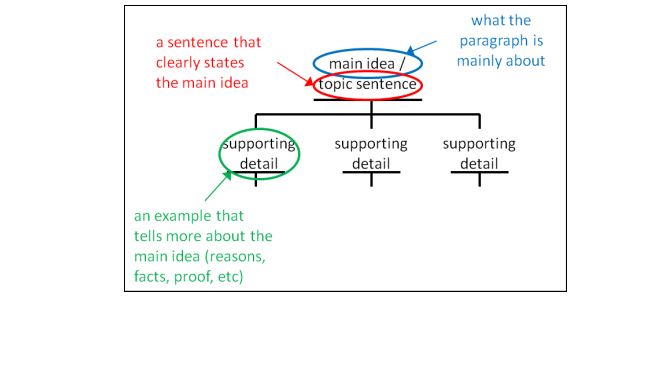 what the
paragraph is
mainly about
a sentence that
clearly states
the main idea
main idea /
topic sentence
supporting
detail
supporting
detail
supporting
detail
an example that
tells more about the
main idea (reasons,
facts, proof, etc)